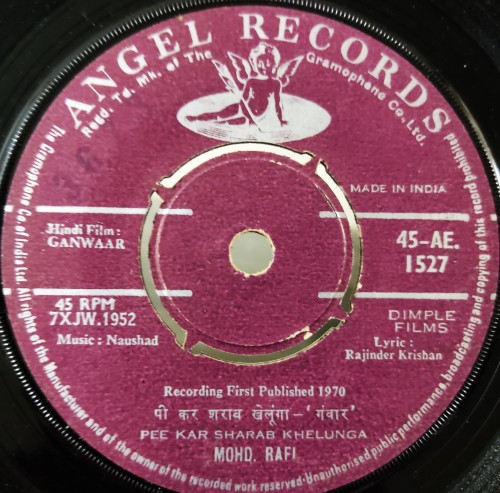 ANGEL RECORDS
Regd. Td. Mk. of The Gramophone Co., Ltd.
MADE IN INDIA
Hindi Film :
GANWAAR
45-AE.
1527
45 RPM
7XJW.1952
Music : Naushad
DIMPLE
FILMS
Lyric :
Rajinder Krishan
Recording First Published 1970
पी कर शराब खेलूंगा-'गंवार'
PEE KAR SHARAB KHELUNGA
MOHD. RAFI
The Gramophone Co. of India Ltd. All rights of the Manufacturer and of the owner of the recorded work reserved. Unauthorised public performance, broadcasting and copying of this record prohibited